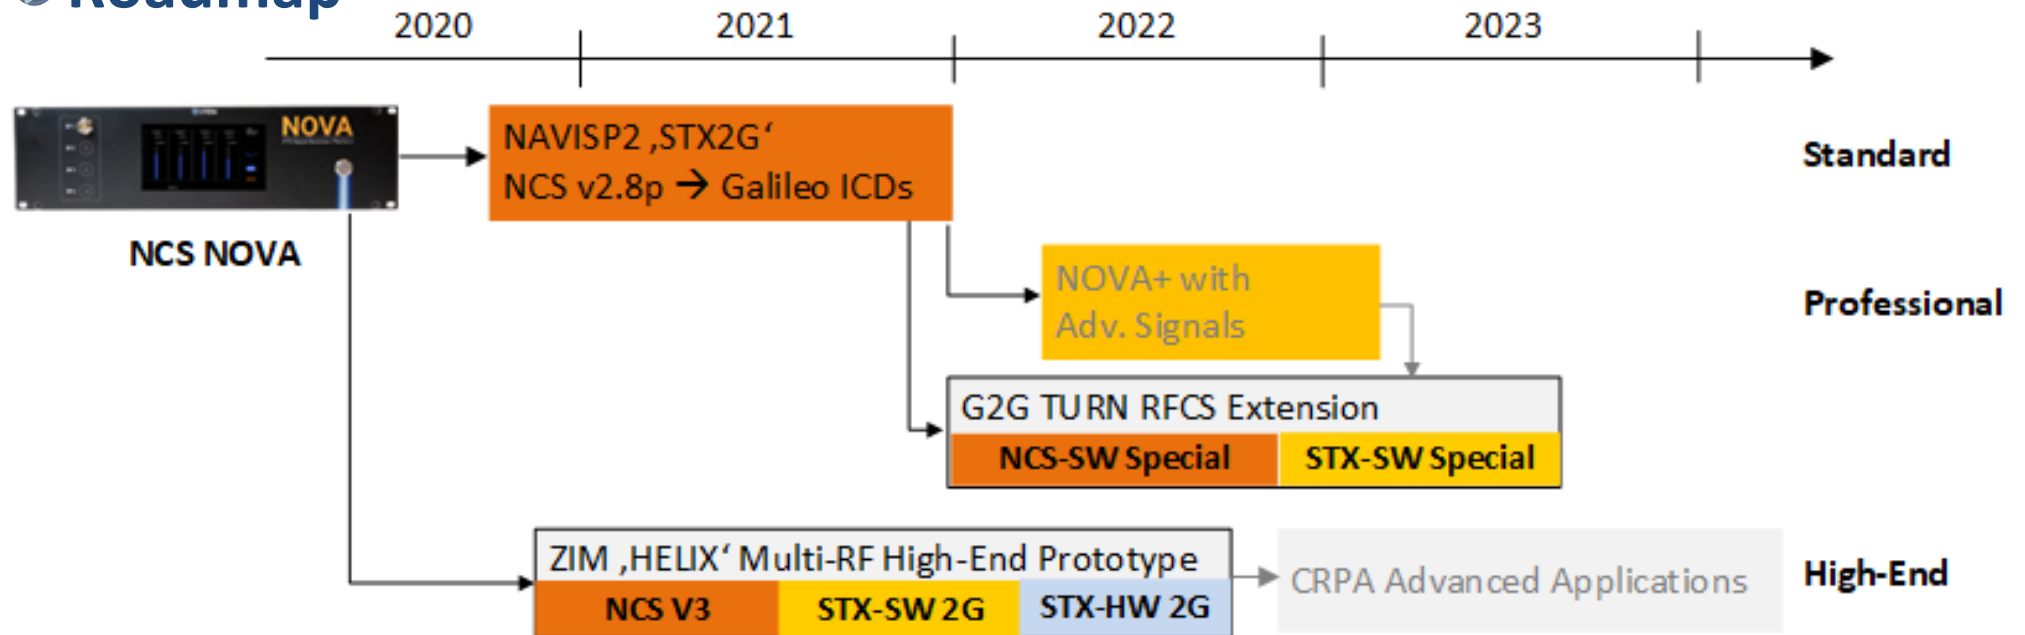 Roadmap
2020 2021 2022 2023
NOVA
NCS NOVA
NAVISP2 ‚STX2G‘
NCS v2.8p → Galileo ICDs
Standard
NOVA+ with
Adv. Signals
Professional
G2G TURN RFCS Extension
NCS-SW Special STX-SW Special
ZIM ‚HELIX‘ Multi-RF High-End Prototype
NCS V3 STX-SW 2G STX-HW 2G
CRPA Advanced Applications
High-End